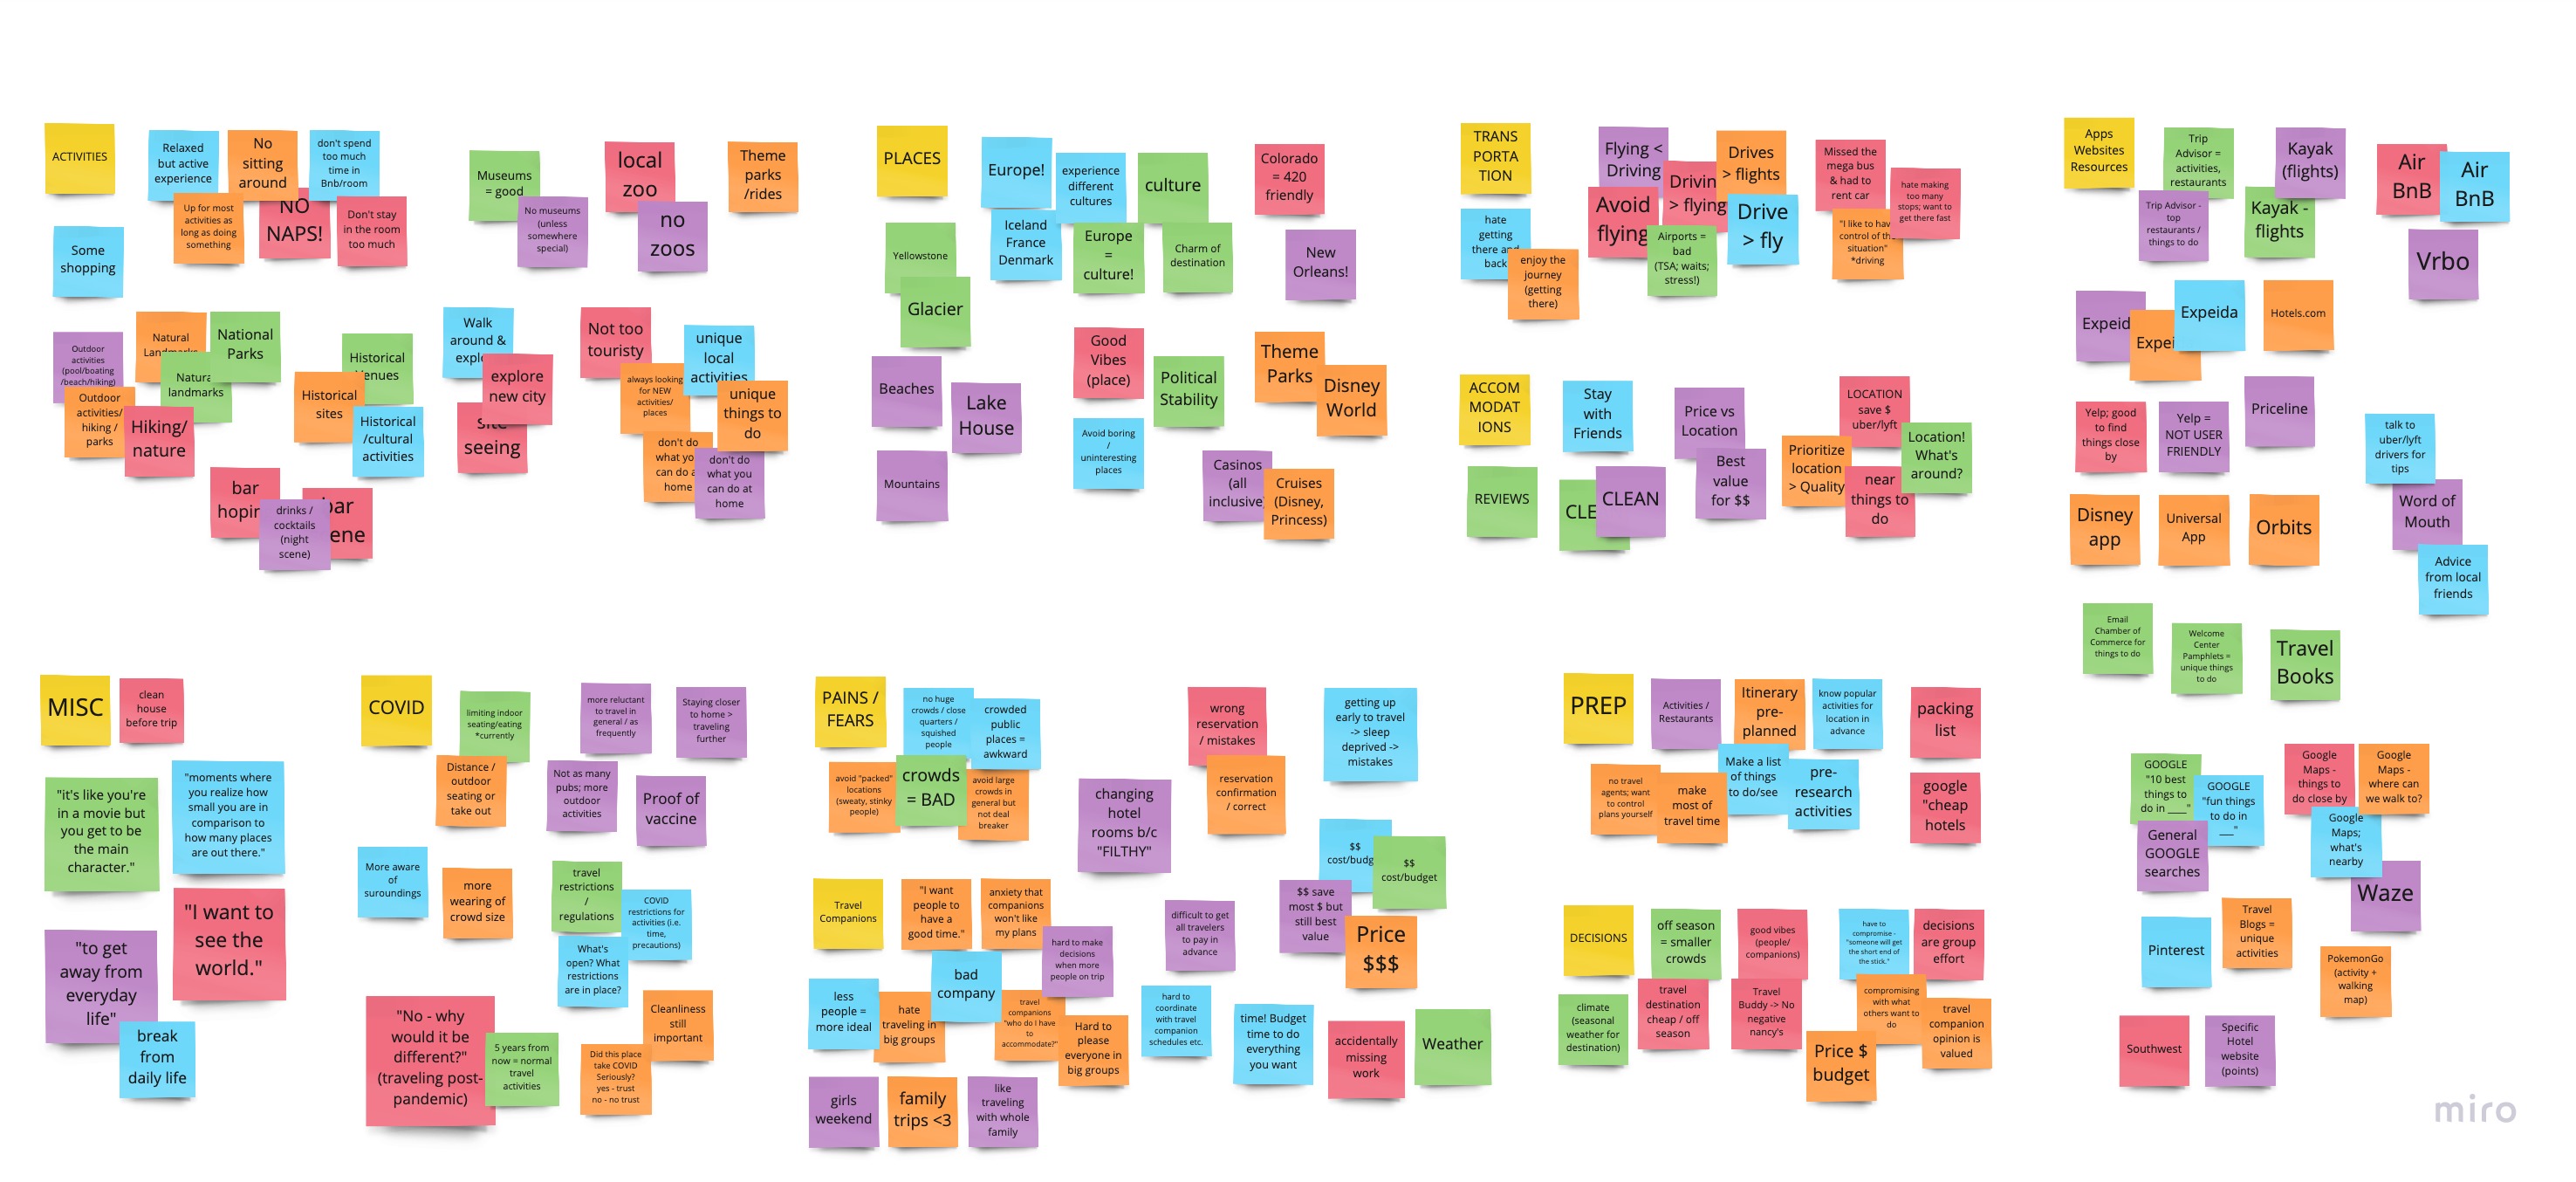 ACTIVITIES
Relaxed
but active
experience
No
sitting
around
don't spend
too much
time in
Bnb/room
Up for most
activities as
long as doing
something
NO
NAPS!
Don't stay
in the room
too much
Some
shopping
Museums
= good
No museums
(unless
somewhere
special)
local
zoo
no
zoos
Theme
parks
/rides
Outdoor
activities
(pool/boating
/beach/hiking)
Natural
National
Parks
landmarks
Outdoor
activities/
hiking /
parks
Hiking/
nature
Historical
Historical
sites
Historical
/cultural
activities
Walk
around &
explore
new city
seeing
Not too
touristy
unique
local
activities
always looking
for NEW
activities/
places
unique
things to
do
don't do
what you
can do a
home
don't do
what you
can do at
home
bar
drinks /
cocktails
(night
scene)
PLACES
Europe!
experience
different
cultures
culture
Colorado
= 420
friendly
Yellowstone
Iceland
France
Denmark
Europe
=
culture!
Charm of
destination
New
Orleans!
Glacier
Good
Vibes
(place)
Political
Stability
Theme
Parks
Disney
World
Beaches
Lake
House
Avoid boring
/
uninteresting
places
Mountains
Casinos
(all
inclusive
Cruises
(Disney,
Princess)
TRANS
PORTA
TION
Flying <
Driving
Drivin
> flying
Drives
> flights
Missed the
mega bus
& had to
rent car
hate making
too many
stops; want to
get there fast
Avoid
flying
Airports =
bad
(TSA; waits;
stress!)
Drive
> fly
"I like to have
control of the
situation"
*driving
hate
getting
there and
back
enjoy the
journey
(getting
there)
ACCOM
MODAT
IONS
Stay
with
Friends
Price vs
Location
LOCATION
save $
uber/lyft
Prioritize
location
> Quality
Location!
What's
around?
REVIEWS
CLE
CLEAN
Best
value
for $$
near
things to
do
Apps
Websites
Resources
Trip
Advisor =
activities,
restaurants
Kayak
(flights)
Air
BnB
Air
BnB
Trip Advisor -
top
restaurants /
things to do
Kayak -
flights
Vrbo
Expeid
Expei
Expeida
Hotels.com
Yelp; good
to find
things close
by
Yelp =
NOT USER
FRIENDLY
Priceline
talk to
uber/lyft
drivers for
tips
Disney
app
Universal
App
Orbits
Word of
Mouth
Advice
from local
friends
Email
Chamber of
Commerce for
things to do
Welcome
Center
Pamphlets =
unique things
to do
Travel
Books
GOOGLE
"10 best
things to
do in ___"
GOOGLE
"fun things
to do in
___"
General
GOOGLE
searches
Google
Maps -
things to
do close by
Google
Maps -
where can
we walk to?
Google
Maps;
what's
nearby
Waze
Pinterest
Travel
Blogs =
unique
activities
PokemonGo
(activity +
walking
map)
Southwest
Specific
Hotel
website
(points)
MISC
clean
house
before trip
"it's like you're
in a movie but
you get to be
the main
character."
"moments where
you realize how
small you are in
comparison to
how many places
are out there."
"to get
away from
everyday
life"
"I want to
see the
world."
break
from
daily life
COVID
limiting indoor
seating/eating
*currently
more reluctant
to travel in
general / as
frequently
Staying closer
to home >
traveling
further
Distance /
outdoor
seating or
take out
Not as many
pubs; more
outdoor
activities
Proof of
vaccine
More aware
of
suroundings
more
wearing of
crowd size
travel
restrictions
/
regulations
COVID
restrictions for
activities (i.e.
time,
precautions)
What's
open? What
restrictions
are in place?
"No - why
would it be
different?"
(traveling post-
pandemic)
5 years from
now = normal
travel
activities
Cleanliness
still
important
Did this place
take COVID
Seriously?
yes - trust
no - no trust
PAINS /
FEARS
no huge
crowds / close
quarters /
squished
people
crowded
public
places =
awkward
avoid "packed"
locations
(sweaty, stinky
people)
crowds
= BAD
avoid large
crowds in
general but
not deal
breaker
wrong
reservation
/ mistakes
reservation
confirmation
/ correct
getting up
early to travel
-> sleep
deprived ->
mistakes
changing
hotel
rooms b/c
"FILTHY"
$$
cost/budg
$$
cost/budget
$$ save
most $ but
still best
value
Price
$$$
Travel
Companions
"I want
people to
have a
good time."
anxiety that
companions
won't like
my plans
hard to make
decisions
when more
people on trip
difficult to get
all travelers
to pay in
advance
less
people =
more ideal
hate
traveling in
big groups
bad
company
travel
companions
"who do I have
to
accommodate?"
Hard to
please
everyone in
big groups
hard to
coordinate
with travel
companion
schedules etc.
time! Budget
time to do
everything
you want
accidentally
missing
work
Weather
girls
weekend
family
trips <3
like
traveling
with whole
family
PREP
Activities /
Restaurants
Itinerary
pre-
planned
know popular
activities for
location in
advance
packing
list
no travel
agents; want
to control
plans yourself
make
most of
travel time
Make a list
of things
to do/see
pre-
research
activities
google
"cheap
hotels
DECISIONS
off season
= smaller
crowds
good vibes
(people/
companions)
have to
compromise -
"someone will get
the short end of
the stick."
decisions
are group
effort
climate
(seasonal
weather for
destination)
travel
destination
cheap / off
season
Travel
Buddy -> No
negative
nancy's
compromising
with what
others want to
do
travel
companion
opinion is
valued
Price $
budget
miro